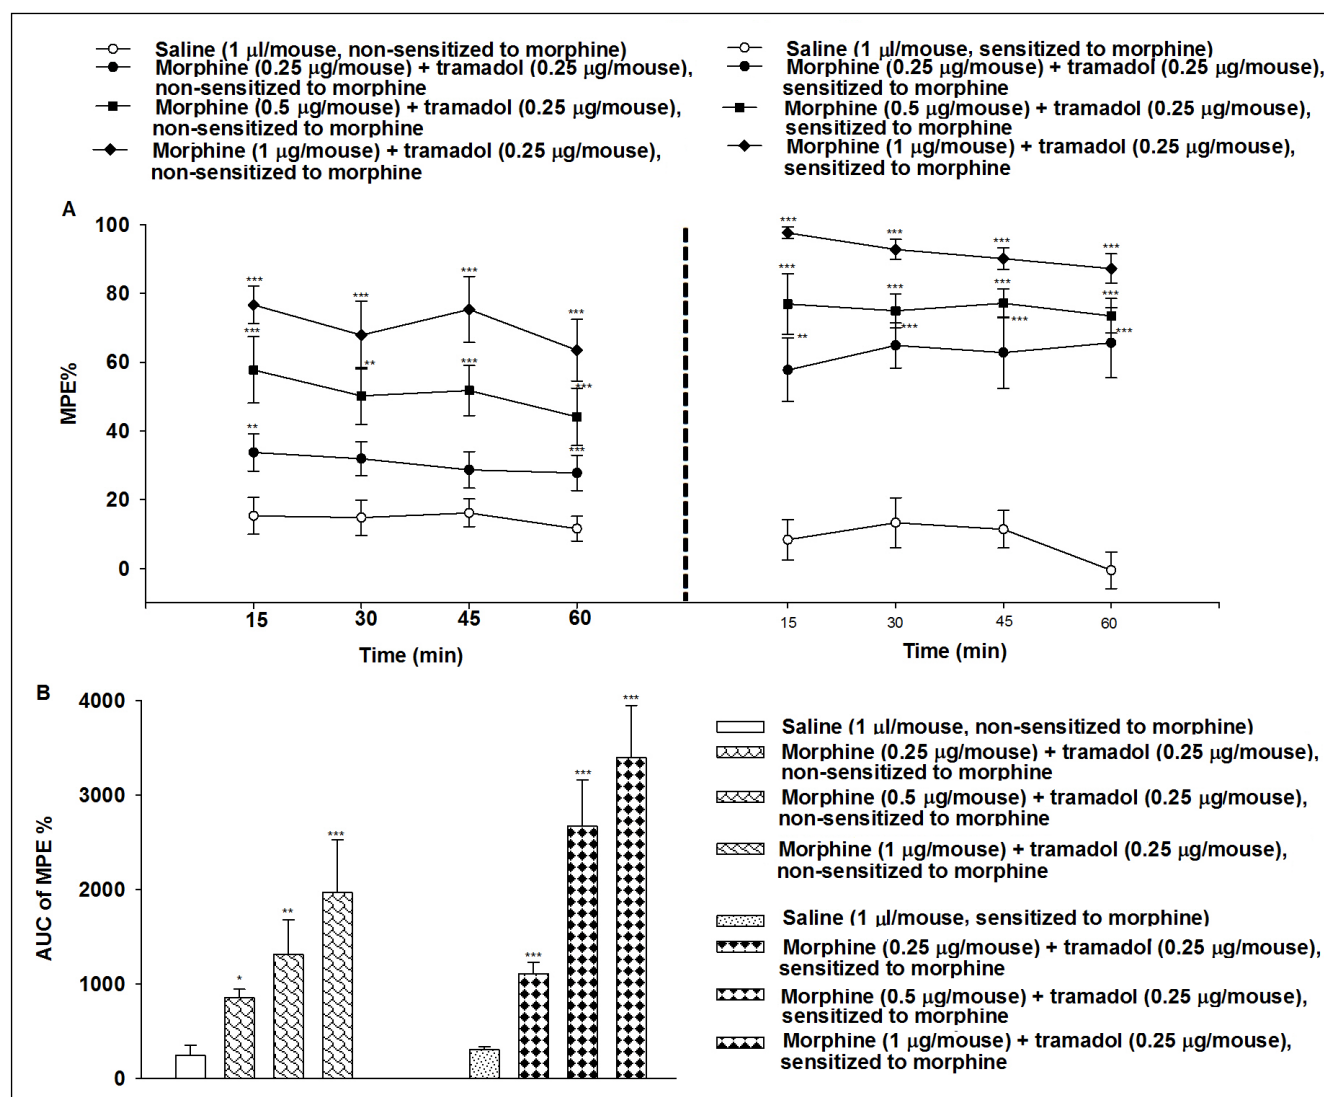 Saline (1 μl/mouse, non-sensitized to morphine)
Morphine (0.25 μg/mouse) + tramadol (0.25 μg/mouse),
non-sensitized to morphine
Morphine (0.5 μg/mouse) + tramadol (0.25 μg/mouse),
non-sensitized to morphine
Morphine (1 μg/mouse) + tramadol (0.25 μg/mouse),
non-sensitized to morphine
Saline (1 μl/mouse, sensitized to morphine)
Morphine (0.25 μg/mouse) + tramadol (0.25 μg/mouse),
sensitized to morphine
Morphine (0.5 μg/mouse) + tramadol (0.25 μg/mouse),
sensitized to morphine
Morphine (1 μg/mouse) + tramadol (0.25 μg/mouse),
sensitized to morphine
A
MPE%
100
80
60
40
20
0
*** *** *** ***
*** ** *** ***
** ***
*** *** *** ***
*** *** *** ***
** *** *** ***
15 30 45 60
Time (min)
15 30 45 60
Time (min)
B
AUC of MPE %
4000
3000
2000
1000
0
* ** ***
*** *** ***
Saline (1 μl/mouse, non-sensitized to morphine)
Morphine (0.25 μg/mouse) + tramadol (0.25 μg/mouse),
non-sensitized to morphine
Morphine (0.5 μg/mouse) + tramadol (0.25 μg/mouse),
non-sensitized to morphine
Morphine (1 μg/mouse) + tramadol (0.25 μg/mouse),
non-sensitized to morphine
Saline (1 μl/mouse, sensitized to morphine)
Morphine (0.25 μg/mouse) + tramadol (0.25 μg/mouse),
sensitized to morphine
Morphine (0.5 μg/mouse) + tramadol (0.25 μg/mouse),
sensitized to morphine
Morphine (1 μg/mouse) + tramadol (0.25 μg/mouse),
sensitized to morphine